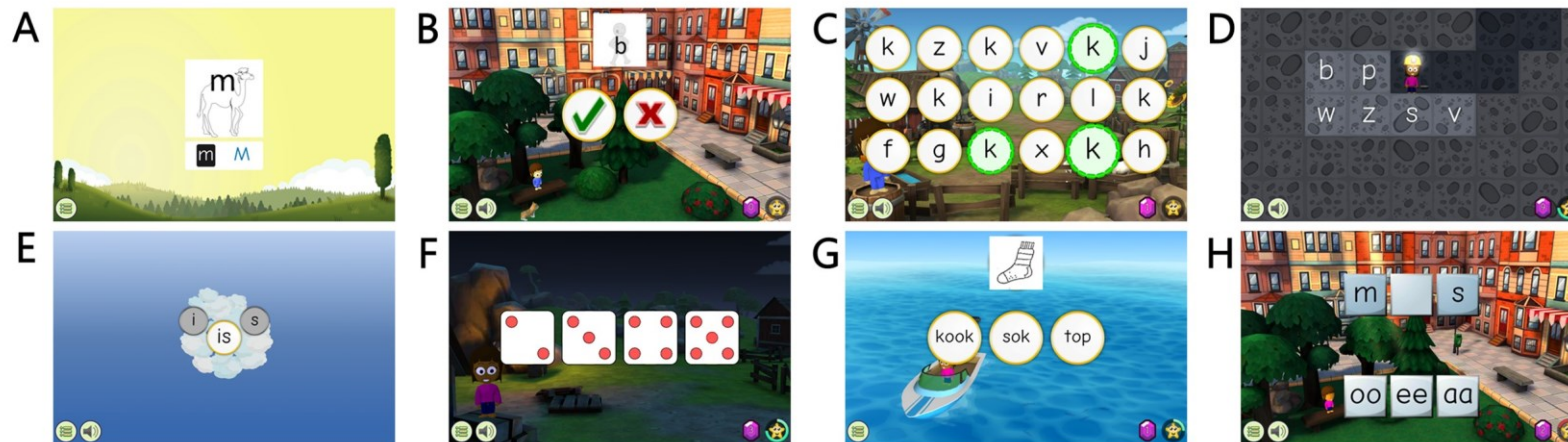 A
m
m M
B
b
C
k z k v k j
w k i r l k
f g k x k h
D
b p
w z s v
E
i s
is
F
G
kook sok top
H
m s
oo ee aa